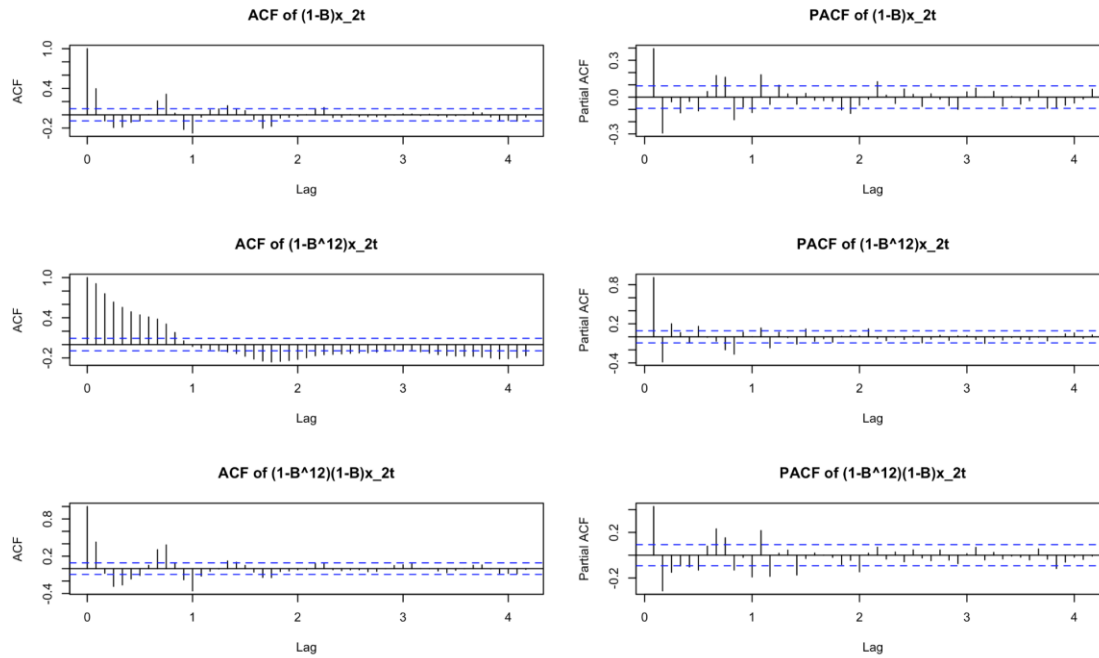 ACF of (1-B)x_2t
ACF
1.0
0.4
-0.2
0 1 2 3 4
Lag
PACF of (1-B)x_2t
Partial ACF
0.3
0.0
-0.3
0 1 2 3 4
Lag
ACF of (1-B^12)x_2t
ACF
1.0
0.4
-0.2
0 1 2 3 4
Lag
PACF of (1-B^12)x_2t
Partial ACF
0.8
0.2
-0.4
0 1 2 3 4
Lag
ACF of (1-B^12)(1-B)x_2t
ACF
0.8
0.2
-0.4
0 1 2 3 4
Lag
PACF of (1-B^12)(1-B)x_2t
Partial ACF
0.2
-0.2
0 1 2 3 4
Lag